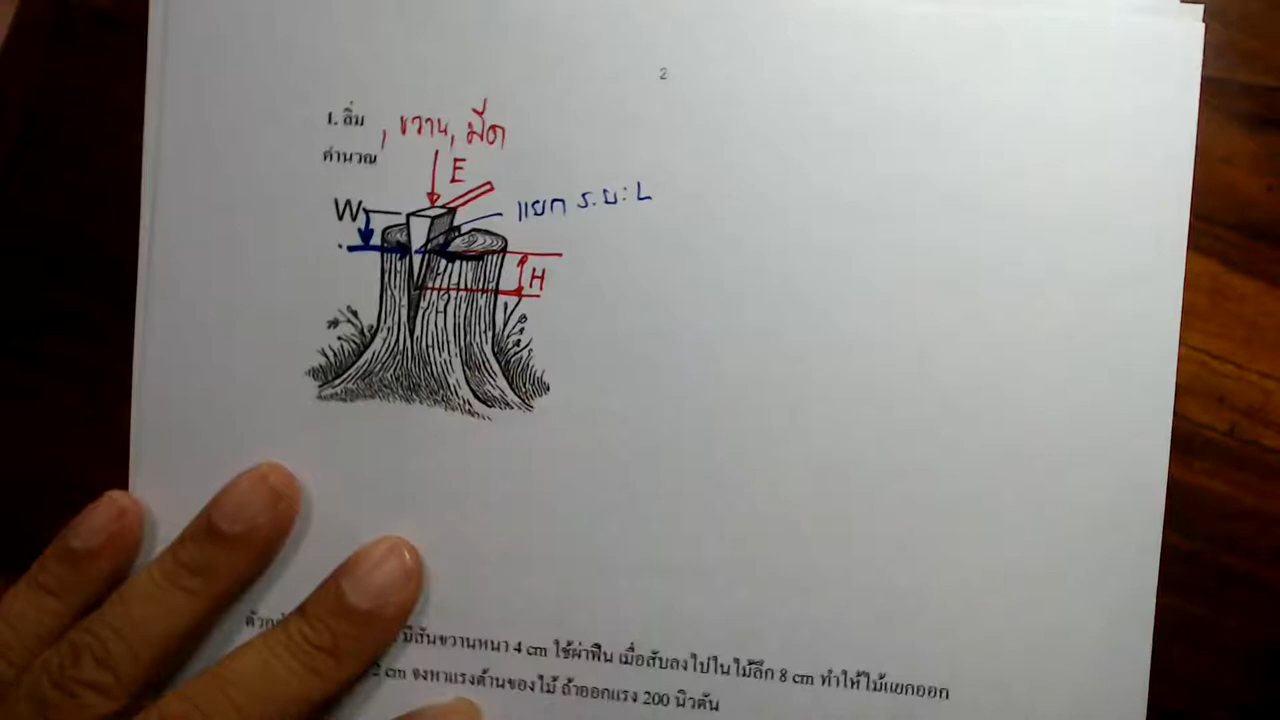 2
1. ลิ่ม , ขวาน, มีด
คำนวณ
E
W
แยก ระยะ L
H
มีสันขวานหนา 4 cm ใช้ผ่าฟืน เมื่อสับลงไปในไม้ลึก 8 cm ทำให้ไม้แยกออก
2 cm จงหาแรงต้านของไม้ ถ้าออกแรง 200 นิวตัน